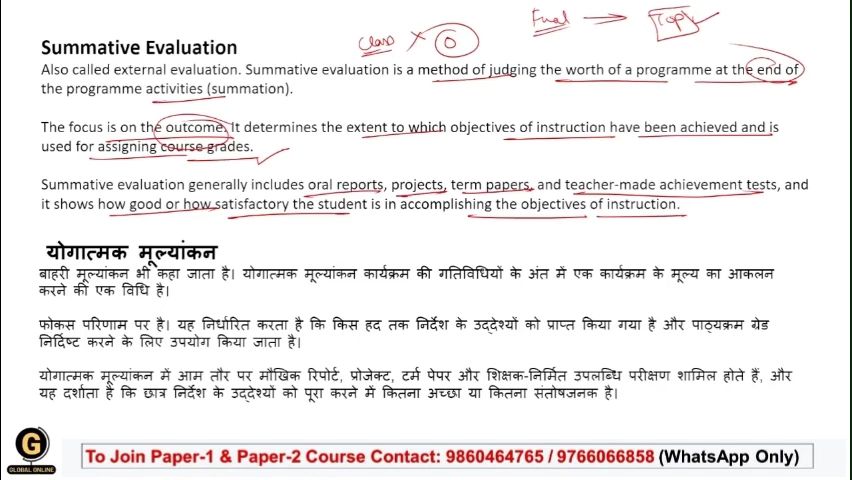 Final → Top
Class × 0
Summative Evaluation
Also called external evaluation. Summative evaluation is a method of judging the worth of a programme at the end of
the programme activities (summation).
The focus is on the outcome. It determines the extent to which objectives of instruction have been achieved and is
used for assigning course grades.
Summative evaluation generally includes oral reports, projects, term papers, and teacher-made achievement tests, and
it shows how good or how satisfactory the student is in accomplishing the objectives of instruction.
योगात्मक मूल्यांकन
बाहरी मूल्यांकन भी कहा जाता है। योगात्मक मूल्यांकन कार्यक्रम की गतिविधियों के अंत में एक कार्यक्रम के मूल्य का आकलन
करने की एक विधि है।
फोकस परिणाम पर है। यह निर्धारित करता है कि किस हद तक निर्देश के उद्देश्यों को प्राप्त किया गया है और पाठ्यक्रम ग्रेड
निर्दिष्ट करने के लिए उपयोग किया जाता है।
योगात्मक मूल्यांकन में आम तौर पर मौखिक रिपोर्ट, प्रोजेक्ट, टर्म पेपर और शिक्षक-निर्मित उपलब्धि परीक्षण शामिल होते हैं, और
यह दर्शाता है कि छात्र निर्देश के उद्देश्यों को पूरा करने में कितना अच्छा या कितना संतोषजनक है।
G
GLOBAL ONLINE
To Join Paper-1 & Paper-2 Course Contact: 9860464765 / 9766066858 (WhatsApp Only)